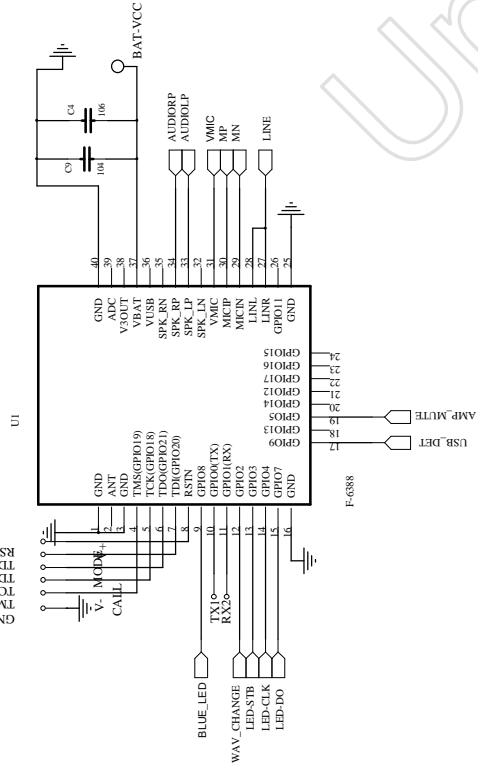 U1
F-6388
BAT-VCC
C4
106
C9
104
AUDIORP
AUDIOLP
VMIC
MP
MN
LINE
40 GND
39 ADC
38 V3OUT
37 VBAT
36 VUSB
35 SPK_RN
34 SPK_RP
33 SPK_LP
32 SPK_LN
31 VMIC
30 MICIP
29 MICIN
28 LINL
27 LINR
26 GPIO11
25 GND
GPIO15 24
GPIO16 23
GPIO17 22
GPIO12 21
GPIO14 20
GPIO5 19
GPIO13 18
GPIO9 17
AMP_MUTE
USB_DET
1 GND
2 ANT
3 GND
4 TMS(GPIO19)
5 TCK(GPIO18)
6 TDO(GPIO21)
7 TDI(GPIO20)
8 RSTN
9 GPIO8
10 GPIO0(TX)
11 GPIO1(RX)
12 GPIO2
13 GPIO3
14 GPIO4
15 GPIO7
16 GND
RS
TD
TD
TC
TM
GN
V+
MODE
V-
CALL
BLUE_LED
TX1
RX2
WAV_CHANGE
LED-STB
LED-CLK
LED-DO